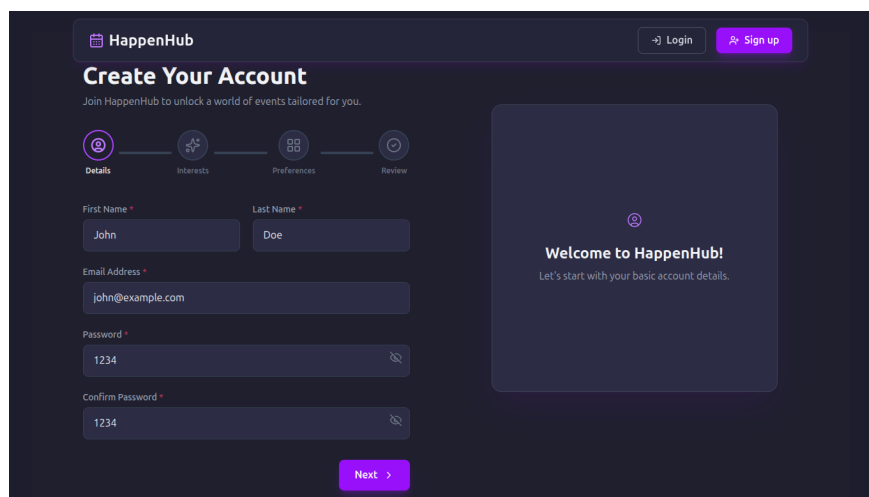 HappenHub
Login
Sign up
Create Your Account
Join HappenHub to unlock a world of events tailored for you.
Details
Interests
Preferences
Review
First Name *
Last Name *
John
Doe
Email Address *
john@example.com
Password *
1234
Confirm Password *
1234
Next
Welcome to HappenHub!
Let's start with your basic account details.